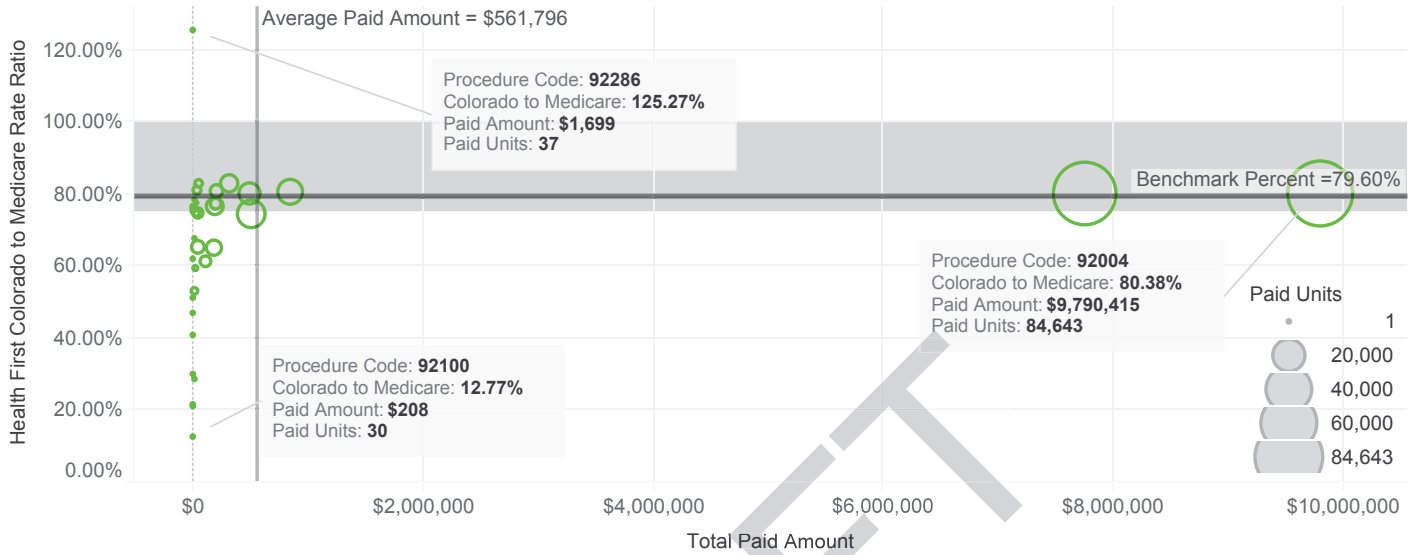 Average Paid Amount = $561,796
Health First Colorado to Medicare Rate Ratio
120.00%
100.00%
80.00%
60.00%
40.00%
20.00%
0.00%
Procedure Code: 92286
Colorado to Medicare: 125.27%
Paid Amount: $1,699
Paid Units: 37
Benchmark Percent =79.60%
Procedure Code: 92004
Colorado to Medicare: 80.38%
Paid Amount: $9,790,415
Paid Units: 84,643
Procedure Code: 92100
Colorado to Medicare: 12.77%
Paid Amount: $208
Paid Units: 30
Paid Units
1
20,000
40,000
60,000
84,643
$0
$2,000,000
$4,000,000
$6,000,000
$8,000,000
$10,000,000
Total Paid Amount